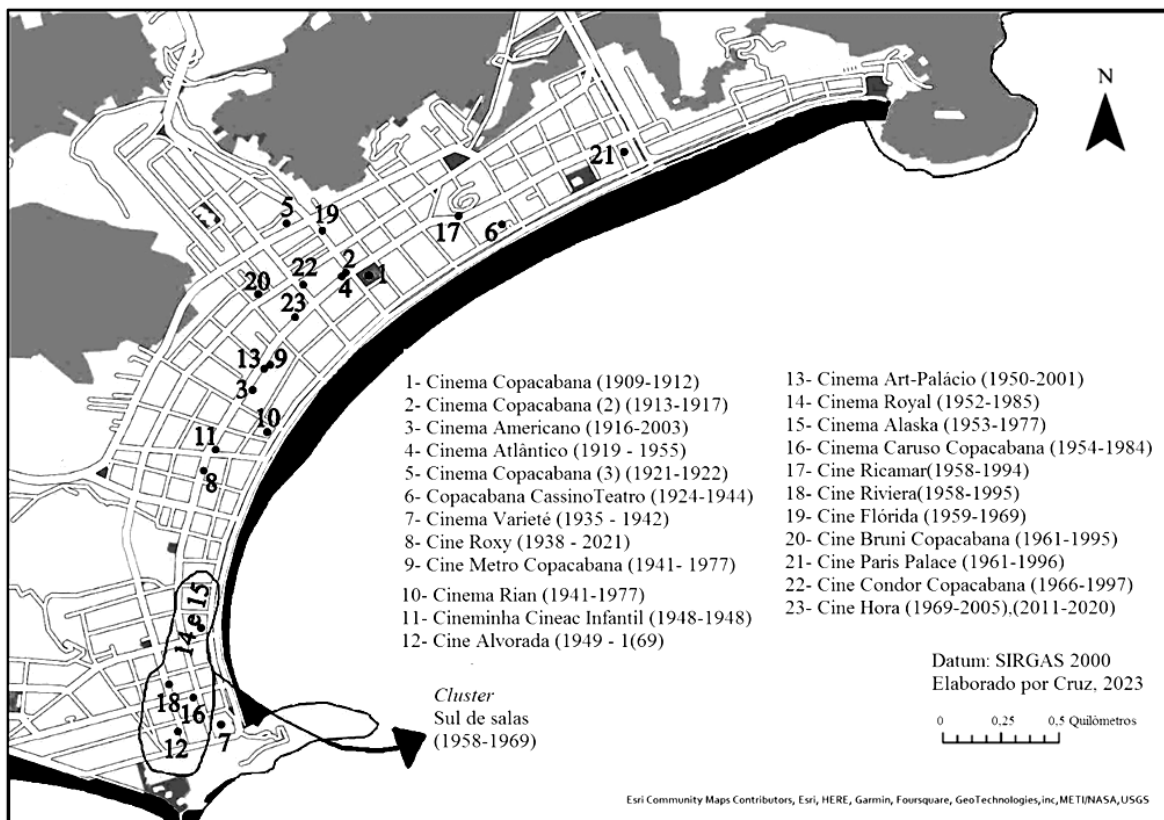 N
21
5
19
17
6
2
22
1
4
20
23
13
9
3
10
11
8
15
14 e
18
16
12
7
1- Cinema Copacabana (1909-1912)
2- Cinema Copacabana (2) (1913-1917)
3- Cinema Americano (1916-2003)
4- Cinema Atlântico (1919 - 1955)
5- Cinema Copacabana (3) (1921-1922)
6- Copacabana CassinoTeatro (1924-1944)
7- Cinema Varieté (1935 - 1942)
8- Cine Roxy (1938 - 2021)
9- Cine Metro Copacabana (1941- 1977)
10- Cinema Rian (1941-1977)
11- Cineminha Cineac Infantil (1948-1948)
12- Cine Alvorada (1949 - 1(69)
13- Cinema Art-Palácio (1950-2001)
14- Cinema Royal (1952-1985)
15- Cinema Alaska (1953-1977)
16- Cinema Caruso Copacabana (1954-1984)
17- Cine Ricamar(1958-1994)
18- Cine Riviera(1958-1995)
19- Cine Flórida (1959-1969)
20- Cine Bruni Copacabana (1961-1995)
21- Cine Paris Palace (1961-1996)
22- Cine Condor Copacabana (1966-1997)
23- Cine Hora (1969-2005),(2011-2020)
Cluster
Sul de salas
(1958-1969)
Datum: SIRGAS 2000
Elaborado por Cruz, 2023
0 0,25 0,5 Quilômetros
Esri Community Maps Contributors, Esri, HERE, Garmin, Foursquare, GeoTechnologies,inc,METI/NASA,USGS